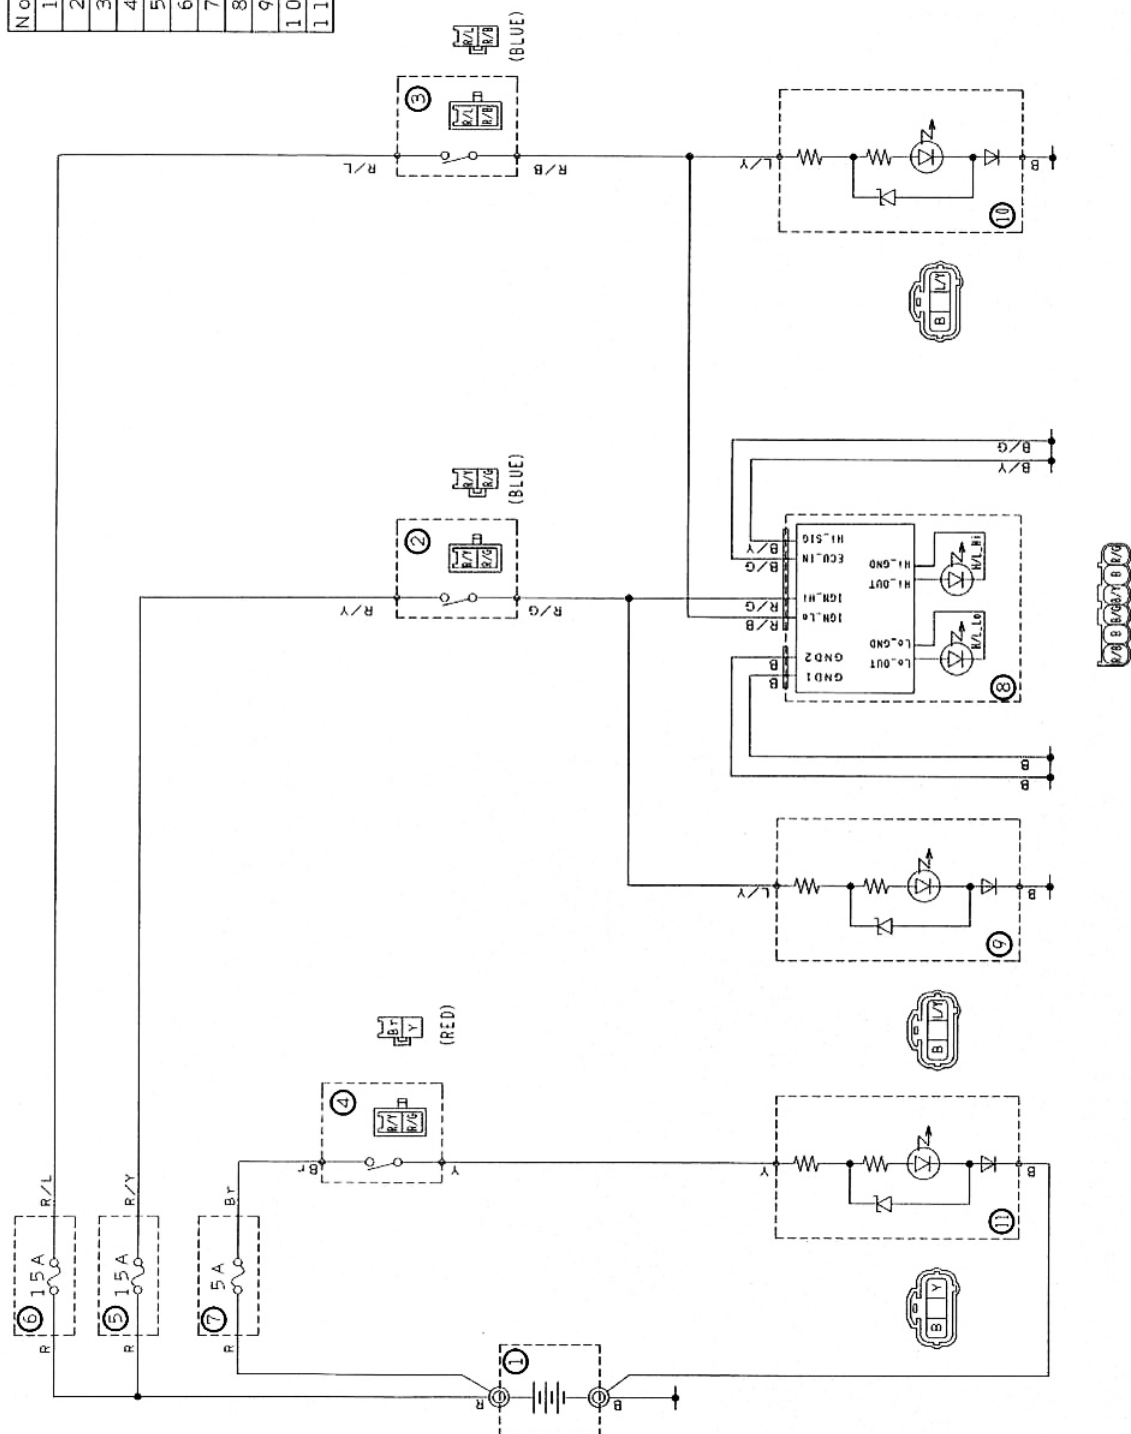 No
1
2
3
4
5
6
7
8
9
10
11
R/L
R/B
(BLUE)
3
R/L
R/B
R/L
R/B
L/Y
B
10
B
L/Y
R/Y
R/G
(BLUE)
2
R/Y
R/G
R/Y
R/G
B/G
B/Y
B/Y
B/G
R/G
R/B
B
B
Hi_SIG
ECU_IN
IGN_Hi
IGN_Lo
GND2
GND1
Hi_GND
Hi_OUT
Lo_GND
Lo_OUT
H/L_Hi
H/L_Lo
8
B
B
R/B
B
B/G
B/Y
B
R/G
L/Y
B
9
B
L/Y
Br
Y
(RED)
4
R/Y
R/G
Br
Y
Y
B
11
B
Y
R/L
15A
6
R
R/Y
15A
5
R
Br
5A
7
R
1
R
B